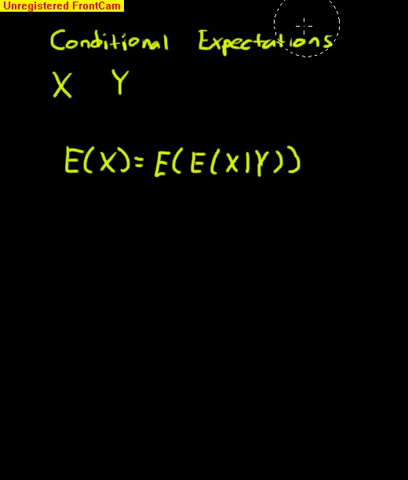 Unregistered FrontCam
Conditional Expectations
X Y
E(X)=E(E(X|Y))